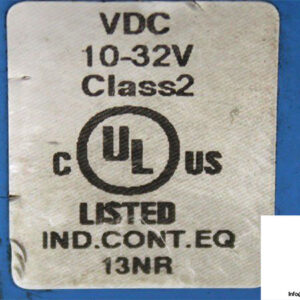 VDC
10-32V
Class2
C UL US
LISTED
IND.CONT.EQ
13NR